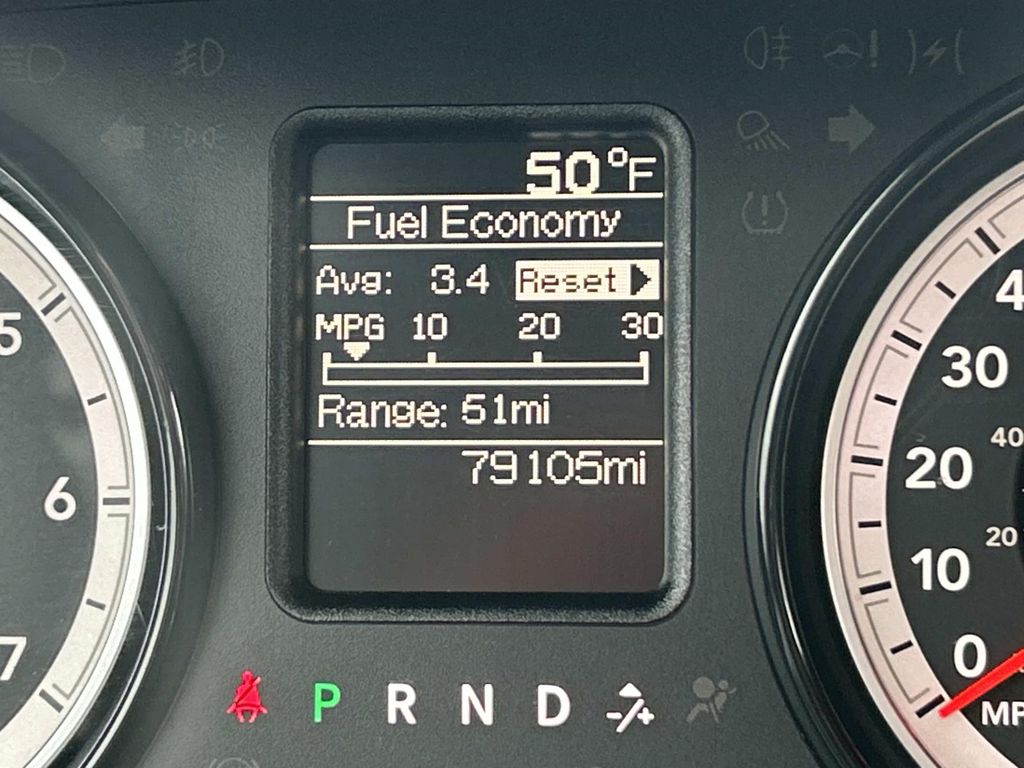 50°F
Fuel Economy
Avg: 3.4 Reset
MPG 10 20 30
Range: 51mi
79105mi
5
6
7
P R N D -/+
30
40
20
20
10
0